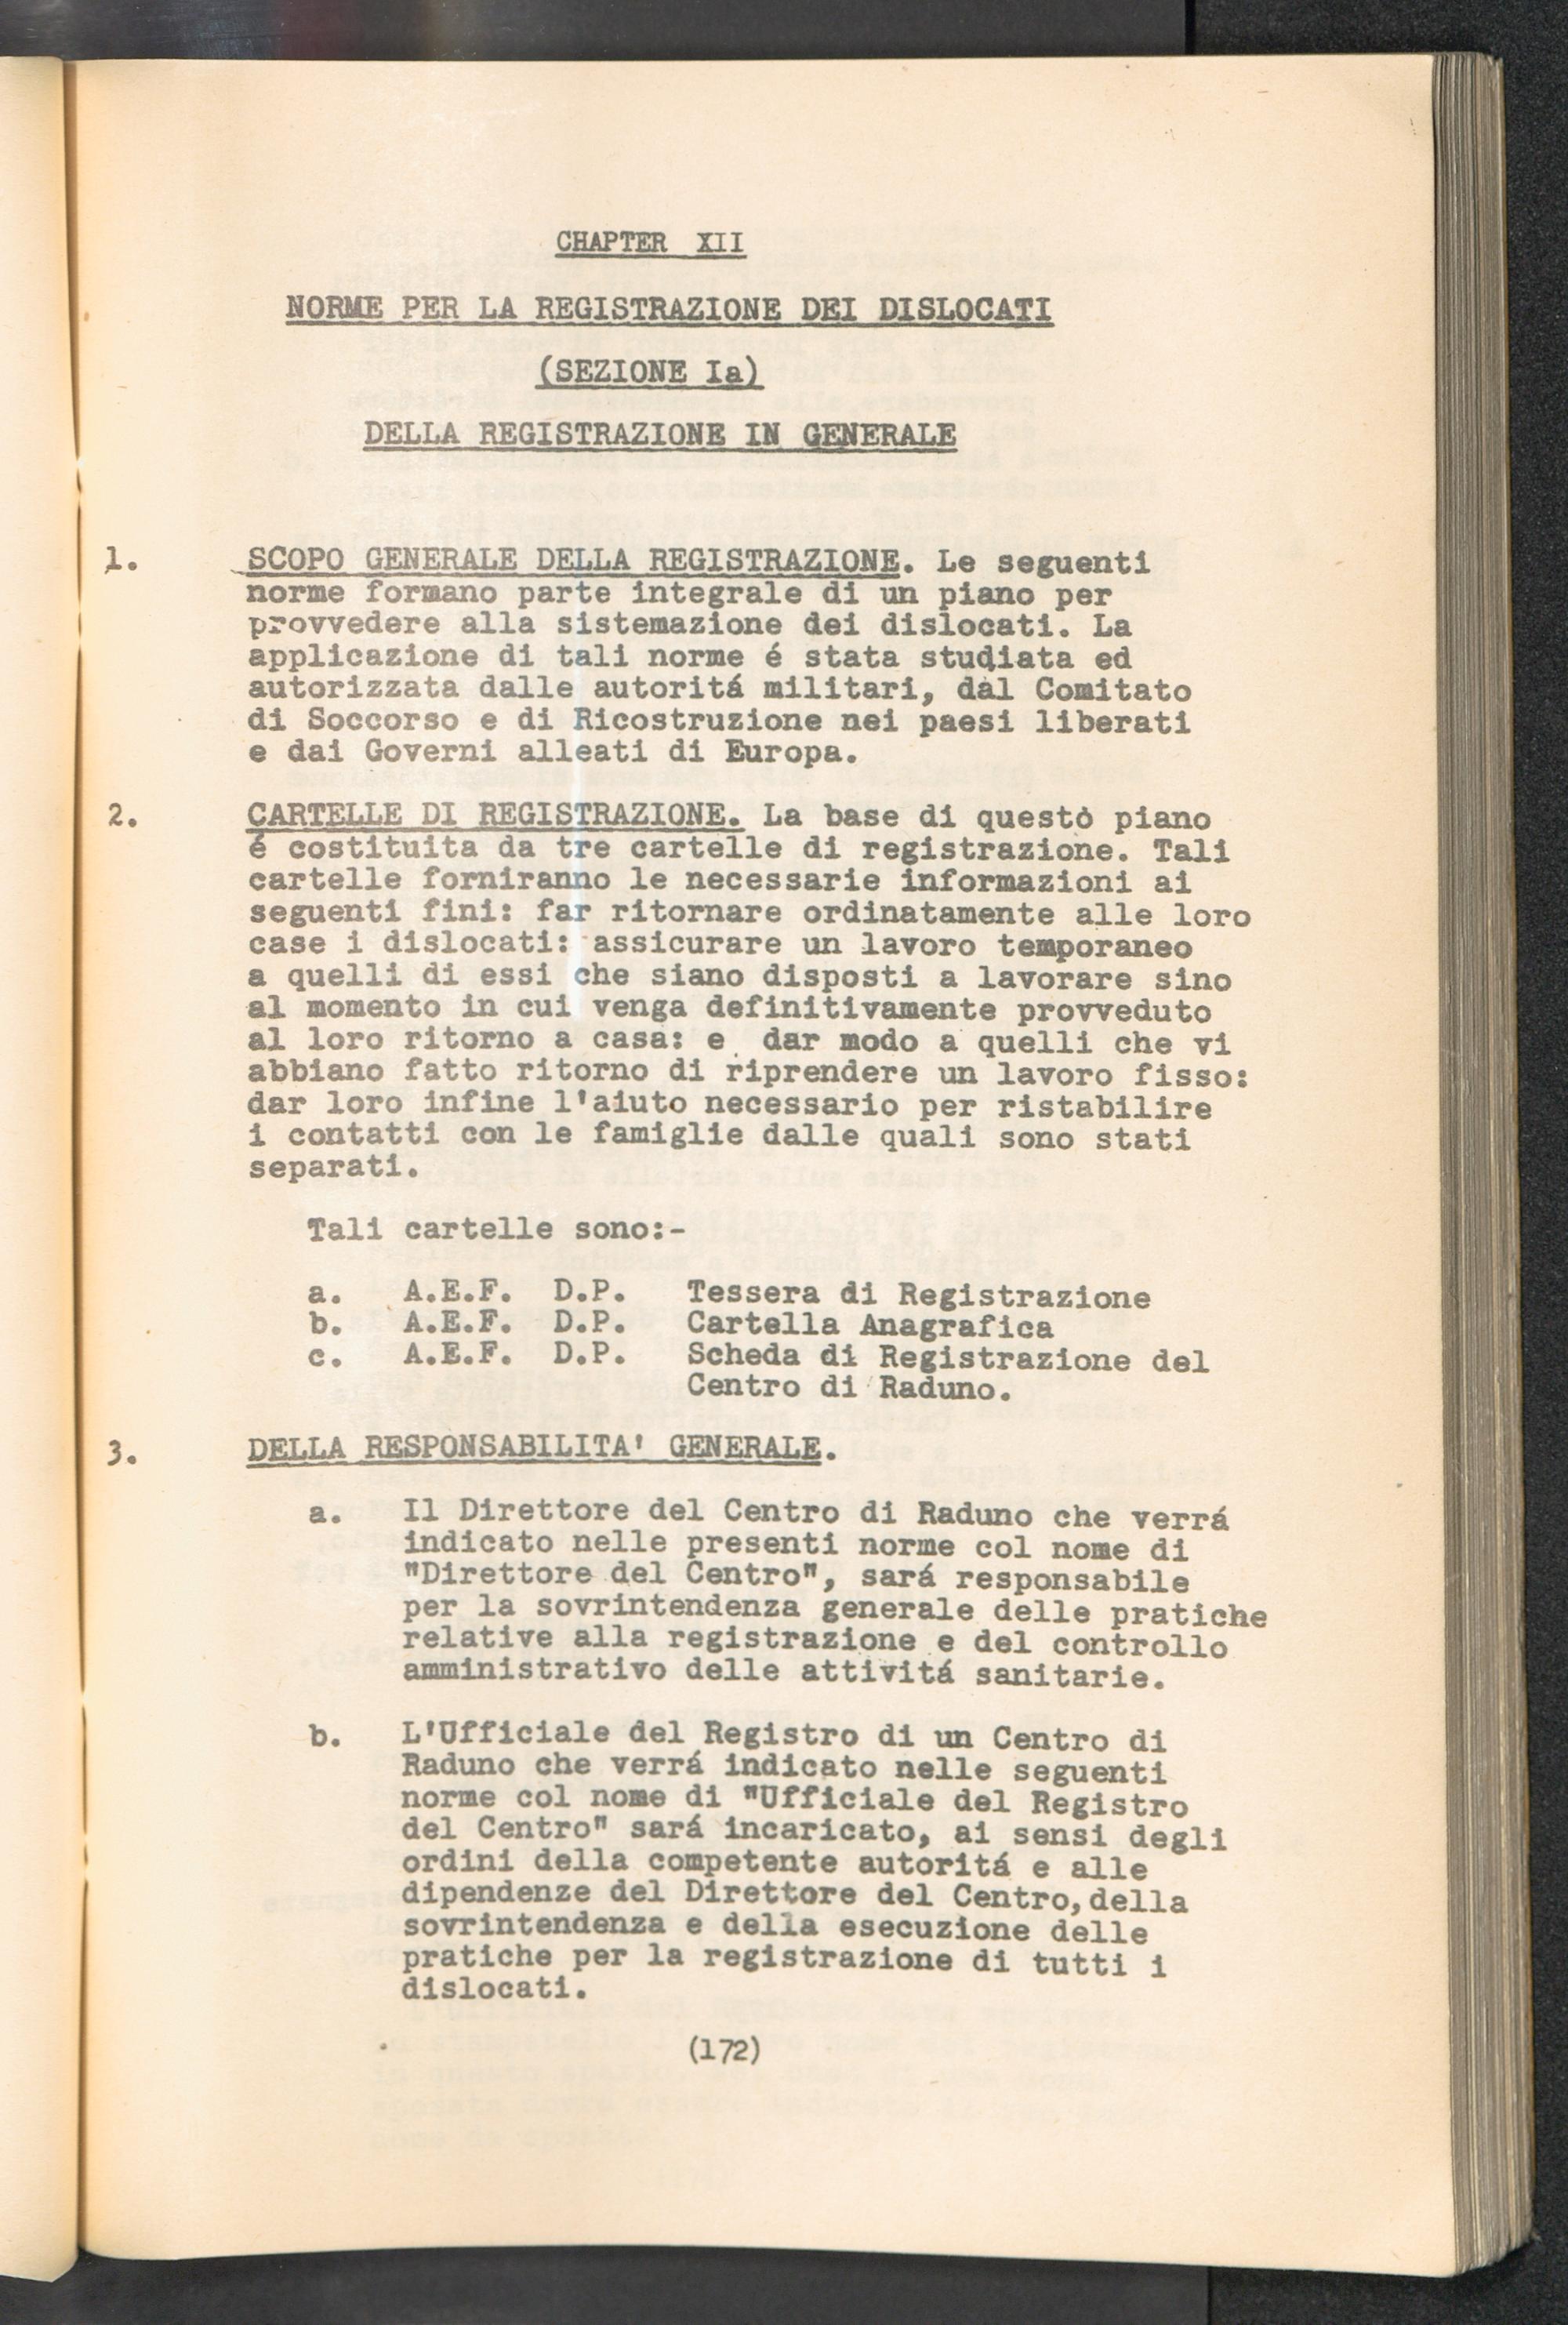 CHAPTER XII
NORME PER LA REGISTRAZIONE DEI DISLOCATI
(SEZIONE Ia)
DELLA REGISTRAZIONE IN GENERALE
1. SCOPO GENERALE DELLA REGISTRAZIONE. Le seguenti
norme formano parte integrale di un piano per
provvedere alla sistemazione dei dislocati. La
applicazione di tali norme é stata studiata ed
autorizzata dalle autoritá militari, dal Comitato
di Soccorso e di Ricostruzione nei paesi liberati
e dai Governi alleati di Europa.
2. CARTELLE DI REGISTRAZIONE. La base di questo piano
é costituita da tre cartelle di registrazione. Tali
cartelle forniranno le necessarie informazioni ai
seguenti fini: far ritornare ordinatamente alle loro
case i dislocati: assicurare un lavoro temporaneo
a quelli di essi che siano disposti a lavorare sino
al momento in cui venga definitivamente provveduto
al loro ritorno a casa: e dar modo a quelli che vi
abbiano fatto ritorno di riprendere un lavoro fisso:
dar loro infine l'aiuto necessario per ristabilire
i contatti con le famiglie dalle quali sono stati
separati.
Tali cartelle sono:-
a. A.E.F. D.P. Tessera di Registrazione
b. A.E.F. D.P. Cartella Anagrafica
c. A.E.F. D.P. Scheda di Registrazione del
Centro di Raduno.
3. DELLA RESPONSABILITA' GENERALE.
a. Il Direttore del Centro di Raduno che verrá
indicato nelle presenti norme col nome di
"Direttore del Centro", sará responsabile
per la sovrintendenza generale delle pratiche
relative alla registrazione e del controllo
amministrativo delle attivitá sanitarie.
b. L'Ufficiale del Registro di un Centro di
Raduno che verrá indicato nelle seguenti
norme col nome di "Ufficiale del Registro
del Centro" sará incaricato, ai sensi degli
ordini della competente autoritá e alle
dipendenze del Direttore del Centro, della
sovrintendenza e della esecuzione delle
pratiche per la registrazione di tutti i
dislocati.
(172)